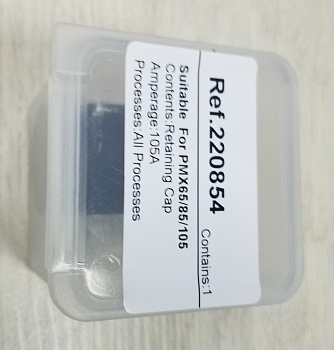 Ref.220854
Contains:1
Suitable For PMX65/85/105
Contents:Retaining Cap
Amperage:105A
Processes:All Processes